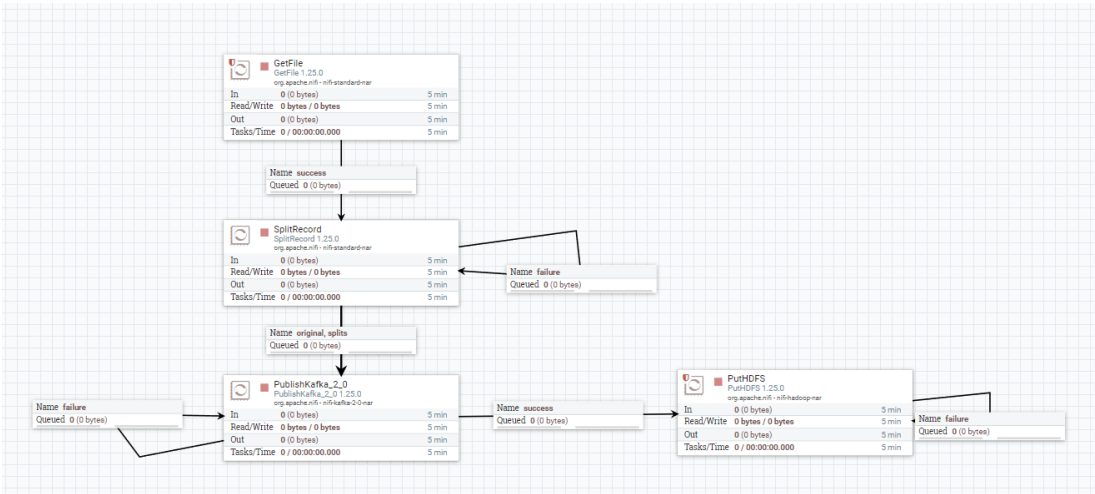 GetFile
GetFile 1.25.0
org.apache.nifi - nifi-standard-nar
In 0 (0 bytes) 5 min
Read/Write 0 bytes / 0 bytes 5 min
Out 0 (0 bytes) 5 min
Tasks/Time 0 / 00:00:00.000 5 min
Name success
Queued 0 (0 bytes)
SplitRecord
SplitRecord 1.25.0
org.apache.nifi - nifi-standard-nar
In 0 (0 bytes) 5 min
Read/Write 0 bytes / 0 bytes 5 min
Out 0 (0 bytes) 5 min
Tasks/Time 0 / 00:00:00.000 5 min
Name failure
Queued 0 (0 bytes)
Name original, splits
Queued 0 (0 bytes)
Name failure
Queued 0 (0 bytes)
PublishKafka_2_0
PublishKafka_2_0 1.25.0
org.apache.nifi - nifi-kafka-2-0-nar
In 0 (0 bytes) 5 min
Read/Write 0 bytes / 0 bytes 5 min
Out 0 (0 bytes) 5 min
Tasks/Time 0 / 00:00:00.000 5 min
Name success
Queued 0 (0 bytes)
PutHDFS
PutHDFS 1.25.0
org.apache.nifi - nifi-hadoop-nar
In 0 (0 bytes) 5 min
Read/Write 0 bytes / 0 bytes 5 min
Out 0 (0 bytes) 5 min
Tasks/Time 0 / 00:00:00.000 5 min
Name failure
Queued 0 (0 bytes)